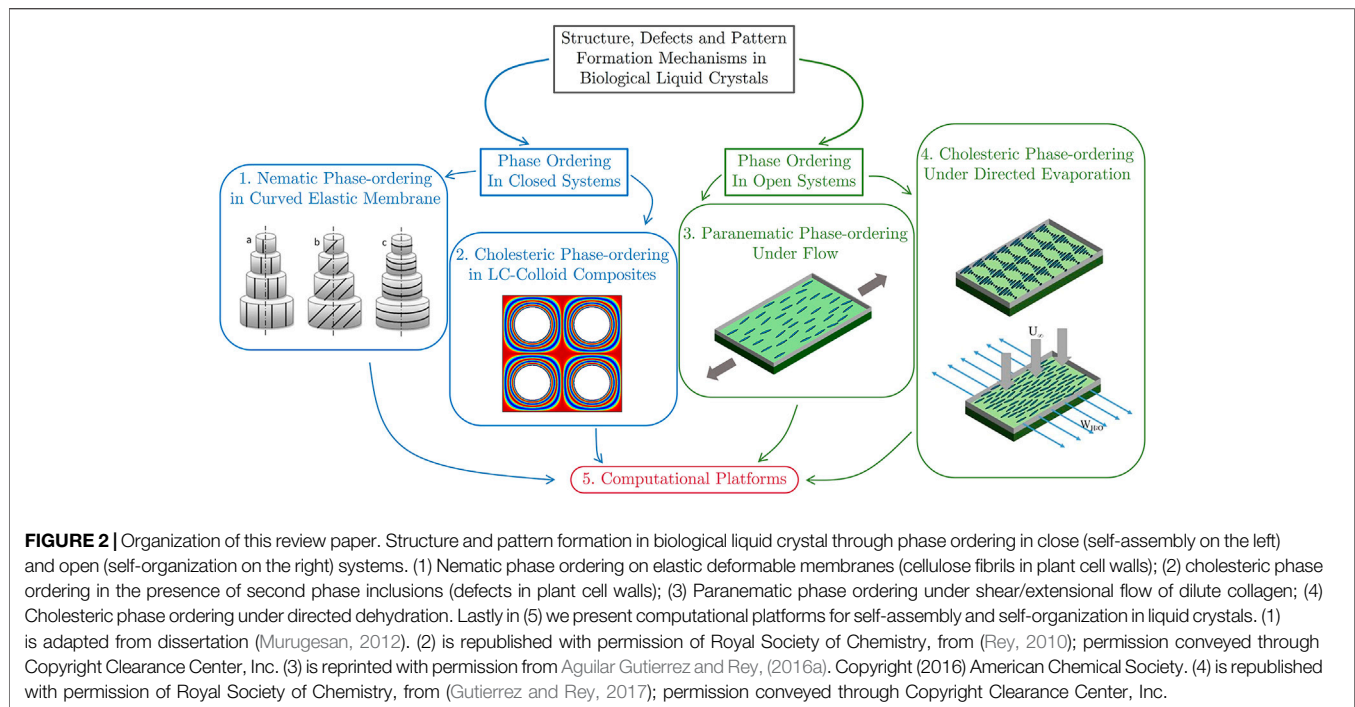 Structure, Defects and Pattern
Formation Mechanisms in
Biological Liquid Crystals
Phase Ordering
In Closed Systems
Phase Ordering
In Open Systems
1. Nematic Phase-ordering
in Curved Elastic Membrane
a
b
c
2. Cholesteric Phase-ordering
in LC-Colloid Composites
3. Paranematic Phase-ordering
Under Flow
4. Cholesteric Phase-ordering
Under Directed Evaporation
U∞
W_H₂O
5. Computational Platforms
FIGURE 2 | Organization of this review paper. Structure and pattern formation in biological liquid crystal through phase ordering in close (self-assembly on the left)
and open (self-organization on the right) systems. (1) Nematic phase ordering on elastic deformable membranes (cellulose fibrils in plant cell walls); (2) cholesteric phase
ordering in the presence of second phase inclusions (defects in plant cell walls); (3) Paranematic phase ordering under shear/extensional flow of dilute collagen; (4)
Cholesteric phase ordering under directed dehydration. Lastly in (5) we present computational platforms for self-assembly and self-organization in liquid crystals. (1)
is adapted from dissertation (Murugesan, 2012). (2) is republished with permission of Royal Society of Chemistry, from (Rey, 2010); permission conveyed through
Copyright Clearance Center, Inc. (3) is reprinted with permission from Aguilar Gutierrez and Rey, (2016a). Copyright (2016) American Chemical Society. (4) is republished
with permission of Royal Society of Chemistry, from (Gutierrez and Rey, 2017); permission conveyed through Copyright Clearance Center, Inc.